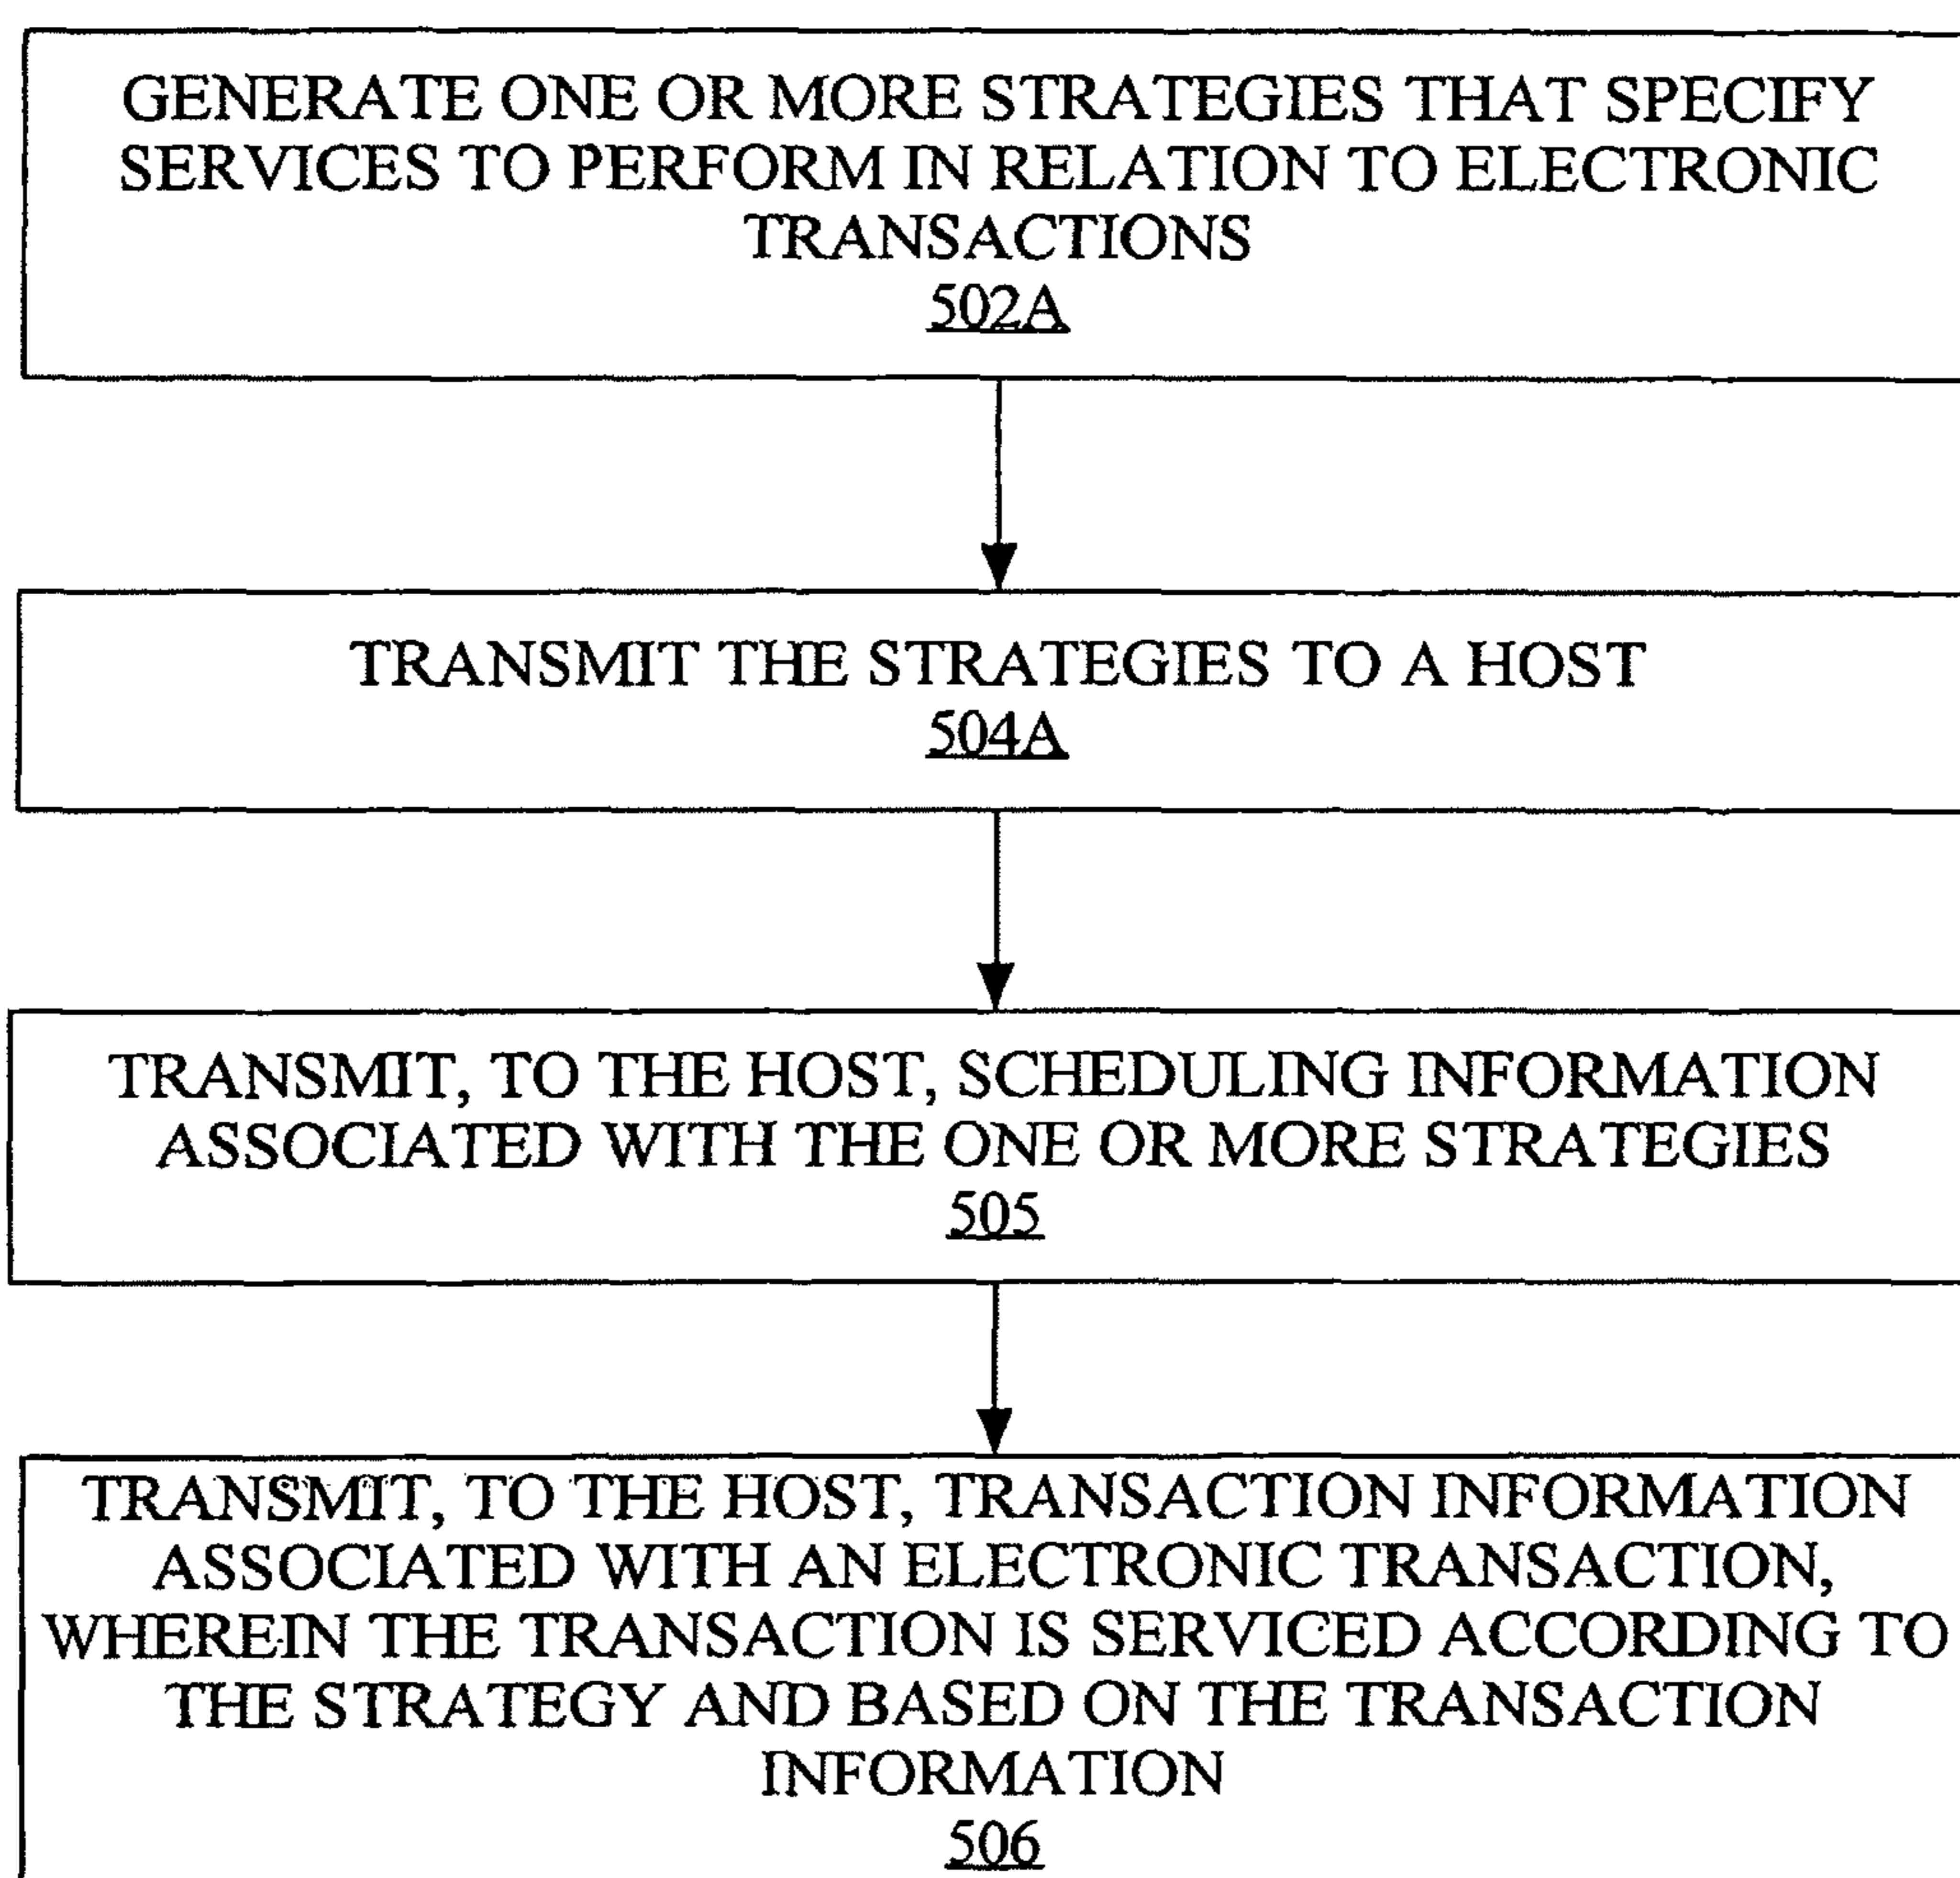 GENERATE ONE OR MORE STRATEGIES THAT SPECIFY
SERVICES TO PERFORM IN RELATION TO ELECTRONIC
TRANSACTIONS
502A
TRANSMIT THE STRATEGIES TO A HOST
504A
TRANSMIT, TO THE HOST, SCHEDULING INFORMATION
ASSOCIATED WITH THE ONE OR MORE STRATEGIES
505
TRANSMIT, TO THE HOST, TRANSACTION INFORMATION
ASSOCIATED WITH AN ELECTRONIC TRANSACTION,
WHEREIN THE TRANSACTION IS SERVICED ACCORDING TO
THE STRATEGY AND BASED ON THE TRANSACTION
INFORMATION
506